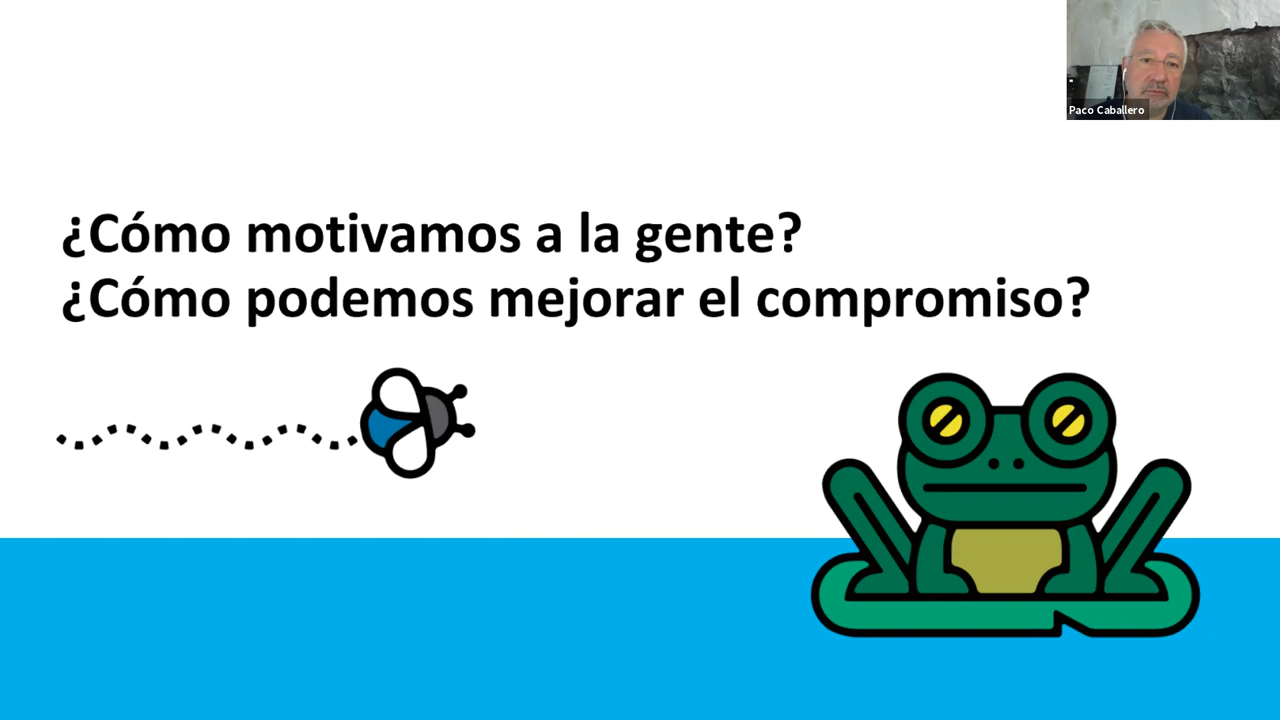 Paco Caballero
¿Cómo motivamos a la gente?
¿Cómo podemos mejorar el compromiso?